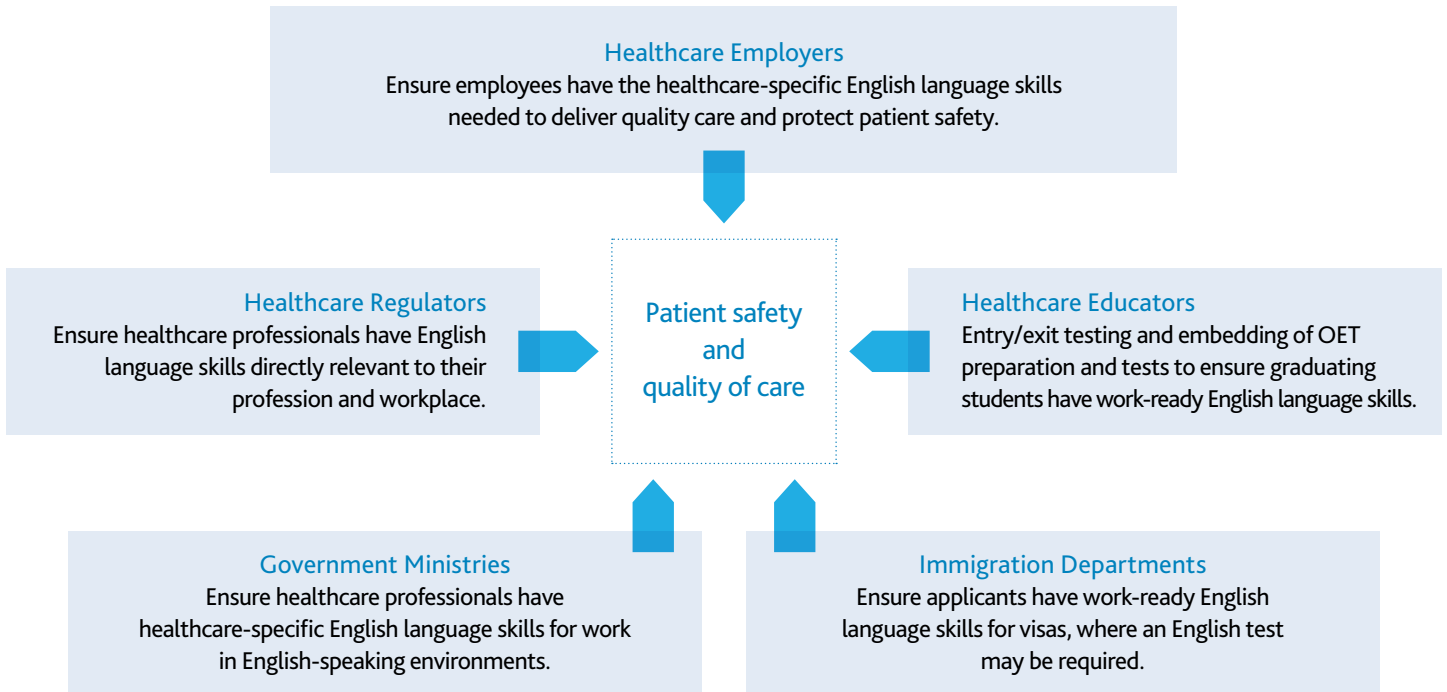 Healthcare Employers
Ensure employees have the healthcare-specific English language skills
needed to deliver quality care and protect patient safety.
Healthcare Regulators
Ensure healthcare professionals have English
language skills directly relevant to their
profession and workplace.
Patient safety
and
quality of care
Healthcare Educators
Entry/exit testing and embedding of OET
preparation and tests to ensure graduating
students have work-ready English language skills.
Government Ministries
Ensure healthcare professionals have
healthcare-specific English language skills for work
in English-speaking environments.
Immigration Departments
Ensure applicants have work-ready English
language skills for visas, where an English test
may be required.